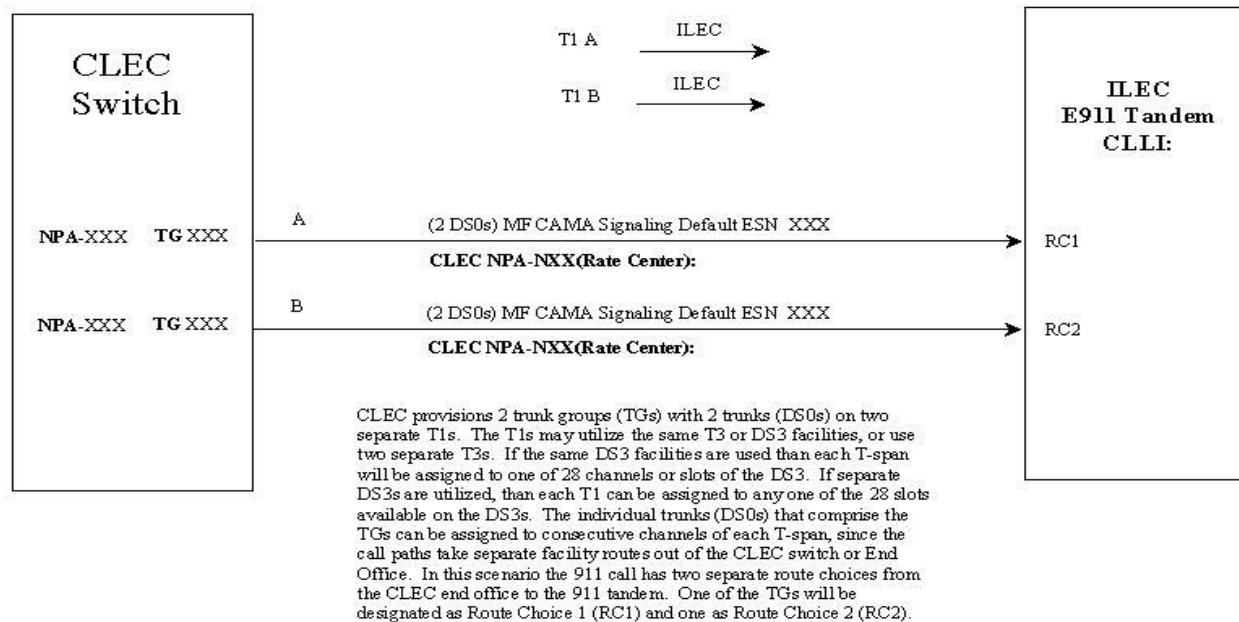 CLEC
Switch
T1 A
ILEC
T1 B
ILEC
ILEC
E911 Tandem
CLLI:
A
(2 DS0s) MF CAMA Signaling Default ESN XXX
NPA-XXX TG XXX
RC1
CLEC NPA-NXX(Rate Center):
B
(2 DS0s) MF CAMA Signaling Default ESN XXX
NPA-XXX TG XXX
RC2
CLEC NPA-NXX(Rate Center):
CLEC provisions 2 trunk groups (TGs) with 2 trunks (DS0s) on two
separate T1s. The T1s may utilize the same T3 or DS3 facilities, or use
two separate T3s. If the same DS3 facilities are used than each T-span
will be assigned to one of 28 channels or slots of the DS3. If separate
DS3s are utilized, than each T1 can be assigned to any one of the 28 slots
available on the DS3s. The individual trunks (DS0s) that comprise the
TGs can be assigned to consecutive channels of each T-span, since the
call paths take separate facility routes out of the CLEC switch or End
Office. In this scenario the 911 call has two separate route choices from
the CLEC end office to the 911 tandem. One of the TGs will be
designated as Route Choice 1 (RC1) and one as Route Choice 2 (RC2).